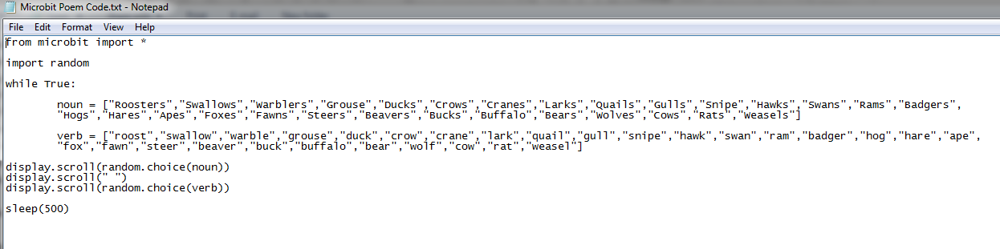 Microbit Poem Code.txt - Notepad
File Edit Format View Help
from microbit import *
import random
while True:
noun = ["Roosters","Swallows","Warblers","Grouse","Ducks","Crows","Cranes","Larks","Quails","Gulls","Snipe","Hawks","Swans","Rams","Badgers",
"Hogs","Hares","Apes","Foxes","Fawns","Steers","Beavers","Bucks","Buffalo","Bears","Wolves","Cows","Rats","Weasels"]
verb = ["roost","swallow","warble","grouse","duck","crow","crane","lark","quail","gull","snipe","hawk","swan","ram","badger","hog","hare","ape",
"fox","fawn","steer","beaver","buck","buffalo","bear","wolf","cow","rat","weasel"]
display.scroll(random.choice(noun))
display.scroll(" ")
display.scroll(random.choice(verb))
sleep(500)